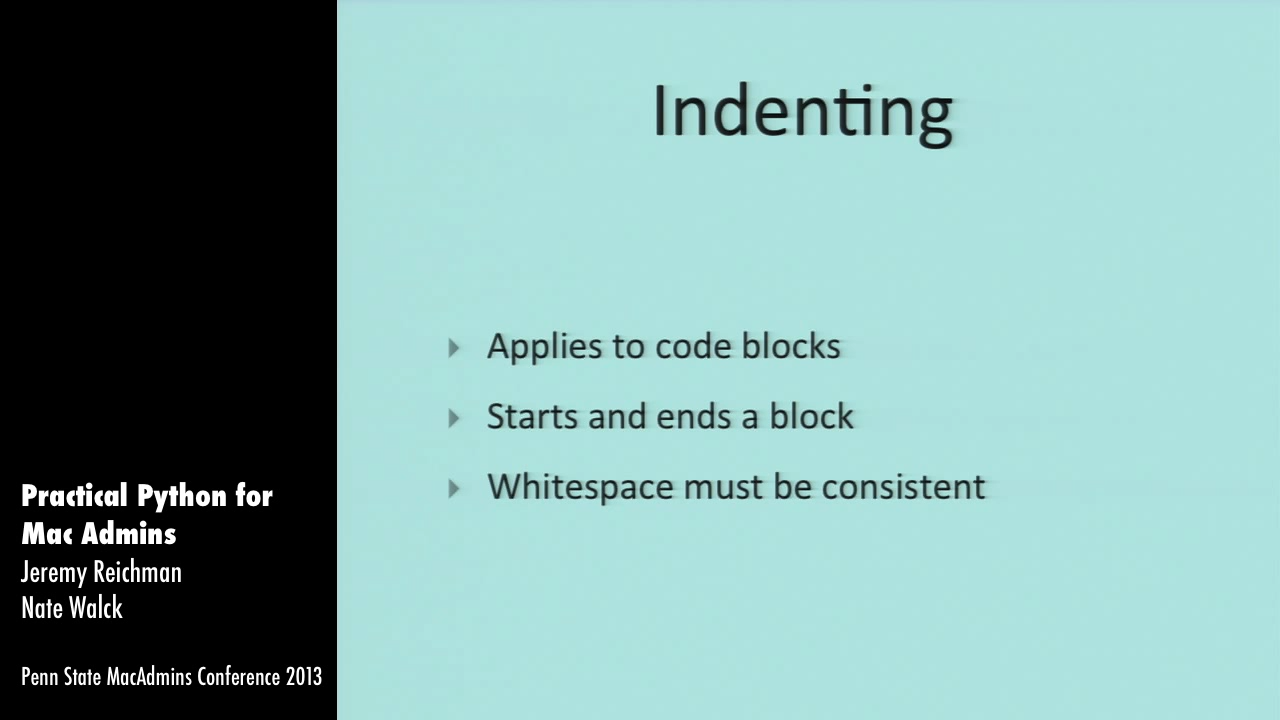 Indenting
Applies to code blocks
Starts and ends a block
Whitespace must be consistent
Practical Python for
Mac Admins
Jeremy Reichman
Nate Walck
Penn State MacAdmins Conference 2013